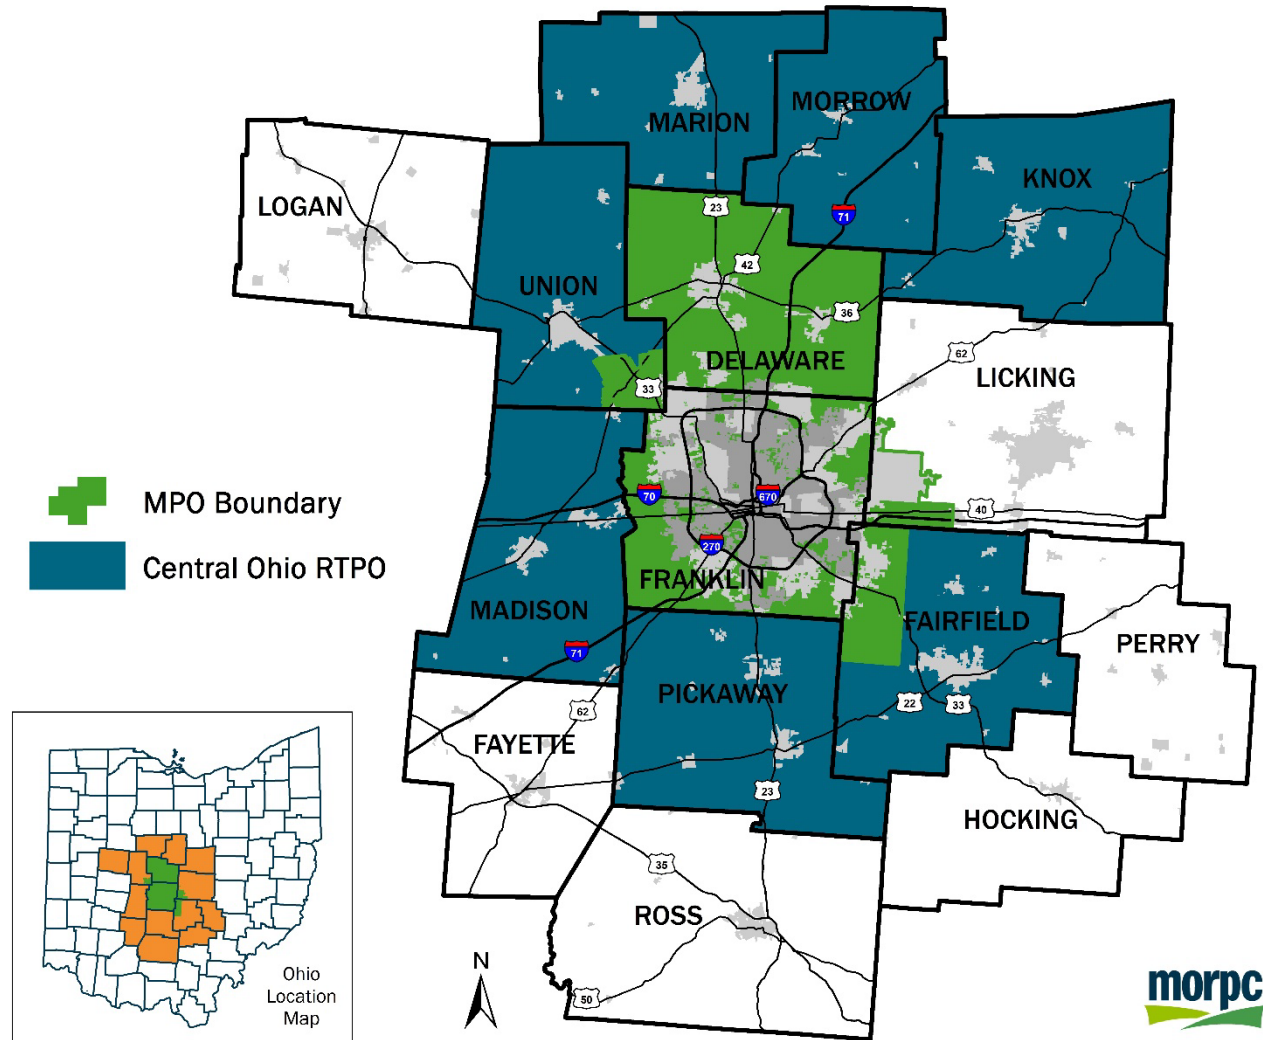 MARION
MORROW
KNOX
LOGAN
23
71
UNION
42
36
DELAWARE
62
LICKING
33
MPO Boundary
70
670
40
Central Ohio RTPO
270
FRANKLIN
MADISON
FAIRFIELD
PERRY
71
PICKAWAY
22
33
62
FAYETTE
23
HOCKING
35
ROSS
N
50
Ohio
Location
Map
morpc